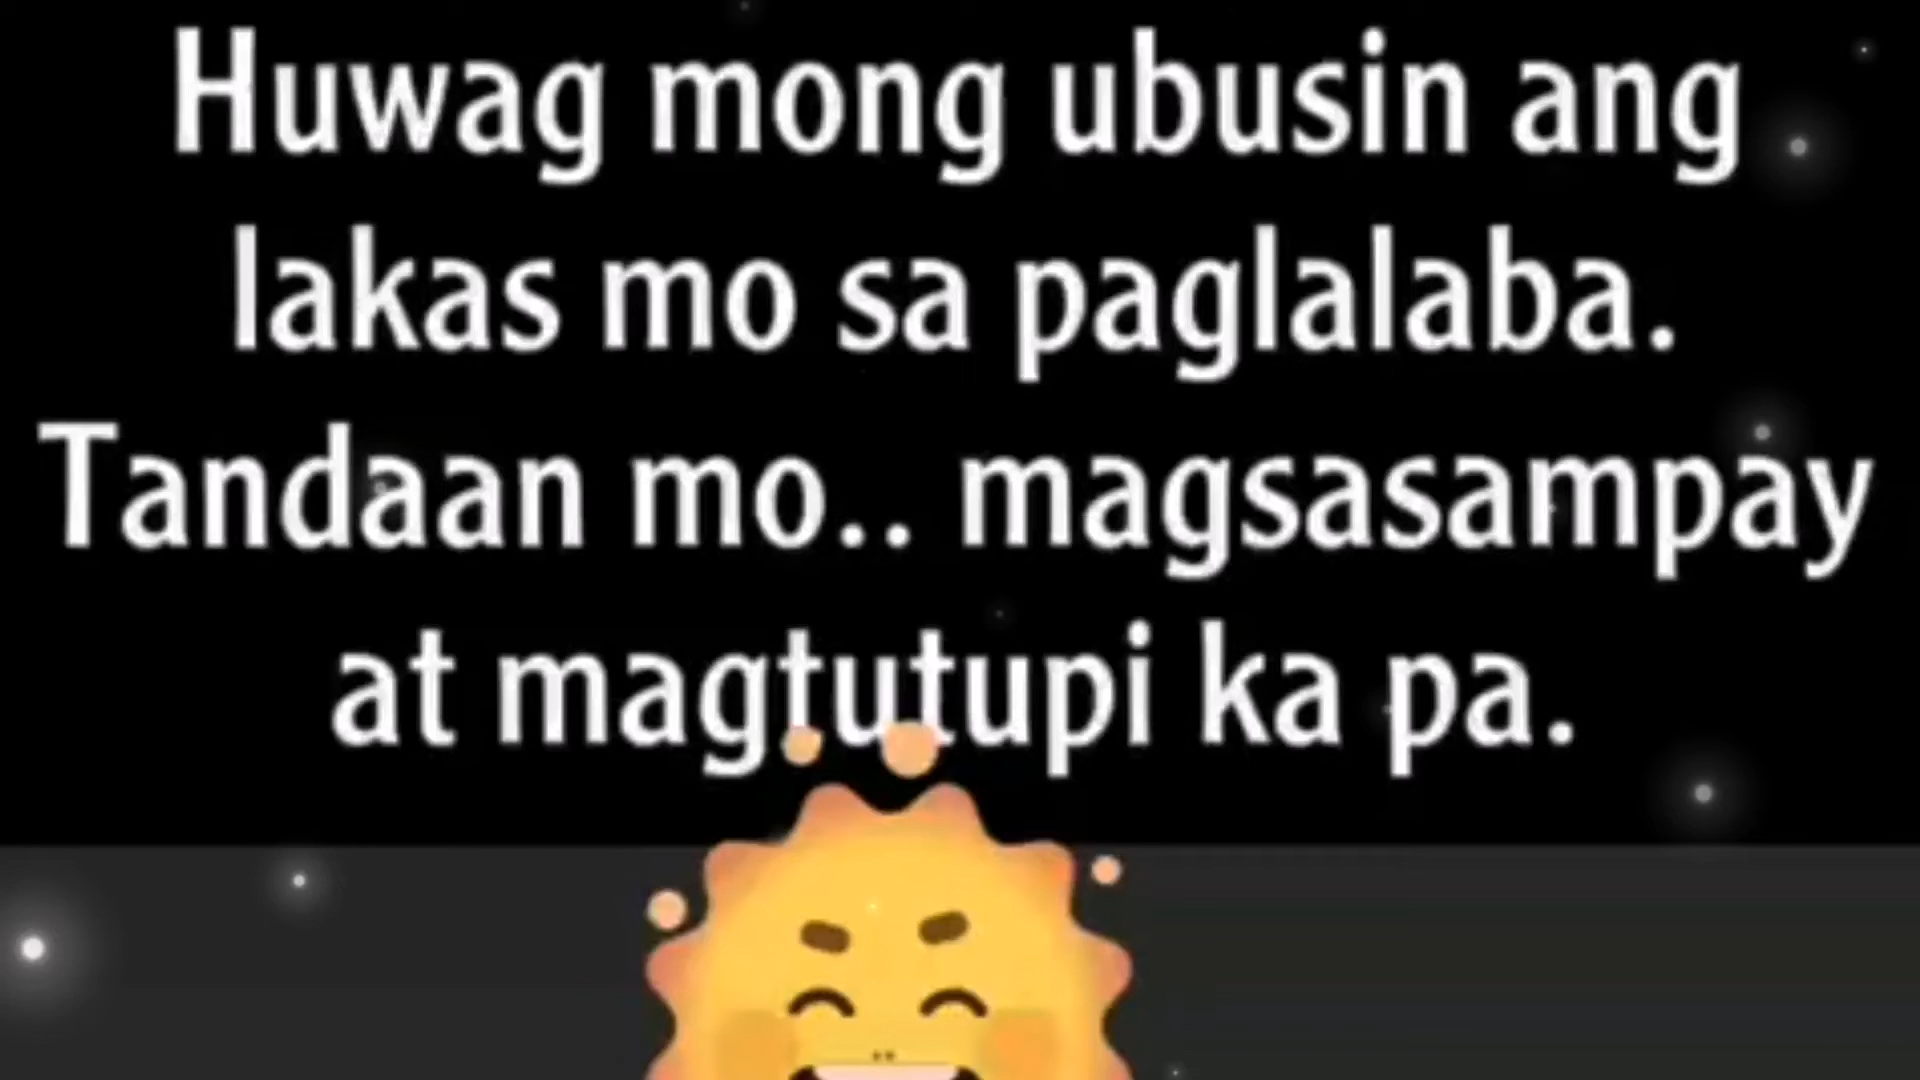 Huwag mong ubusin ang
lakas mo sa paglalaba.
Tandaan mo.. magsasampay
at magtutupi ka pa.